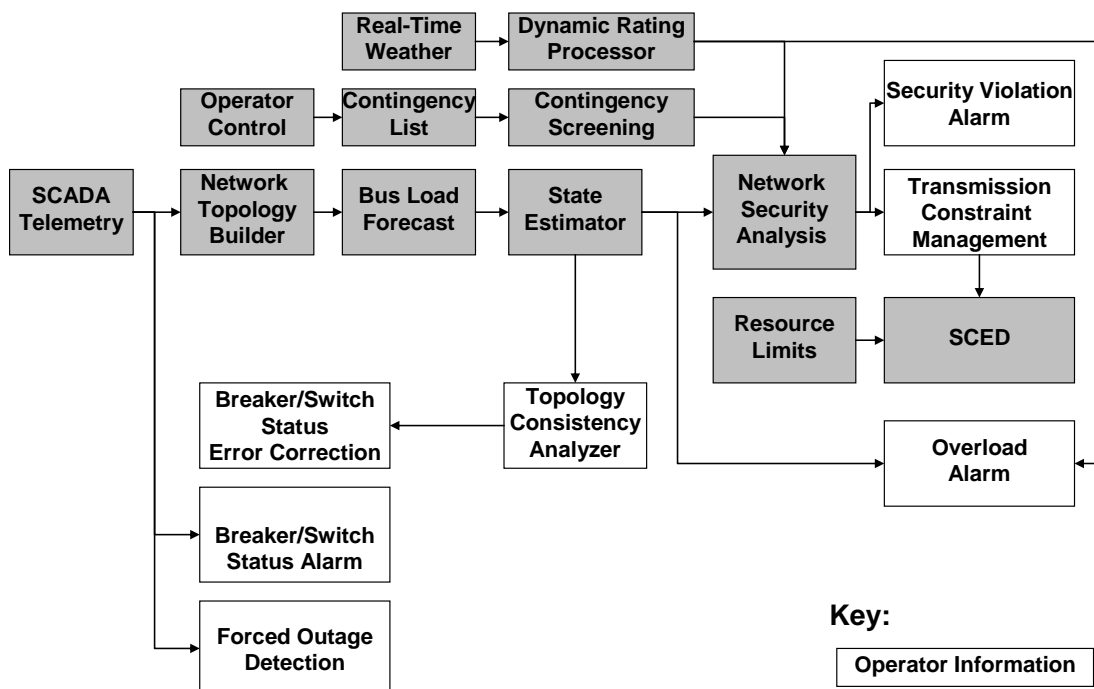 Real-Time
Weather
Dynamic Rating
Processor
Operator
Control
Contingency
List
Contingency
Screening
Security Violation
Alarm
SCADA
Telemetry
Network
Topology
Builder
Bus Load
Forecast
State
Estimator
Network
Security
Analysis
Transmission
Constraint
Management
Resource
Limits
SCED
Breaker/Switch
Status
Error Correction
Topology
Consistency
Analyzer
Overload
Alarm
Breaker/Switch
Status Alarm
Forced Outage
Detection
Key:
Operator Information